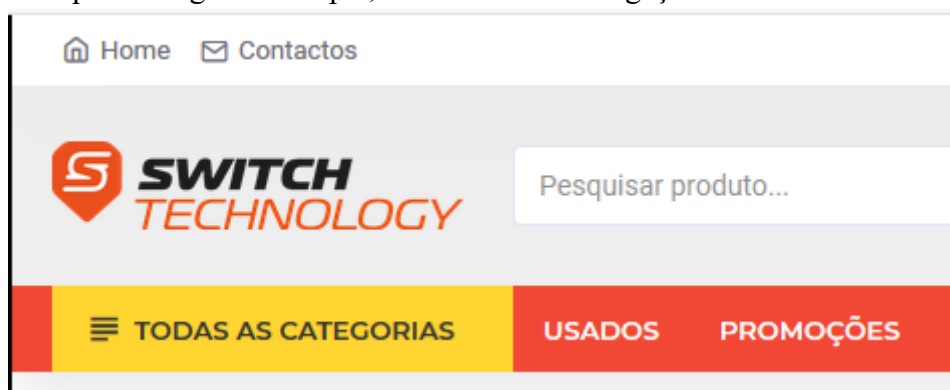 Home Contactos
SWITCH
TECHNOLOGY
Pesquisar produto...
TODAS AS CATEGORIAS USADOS PROMOÇÕES